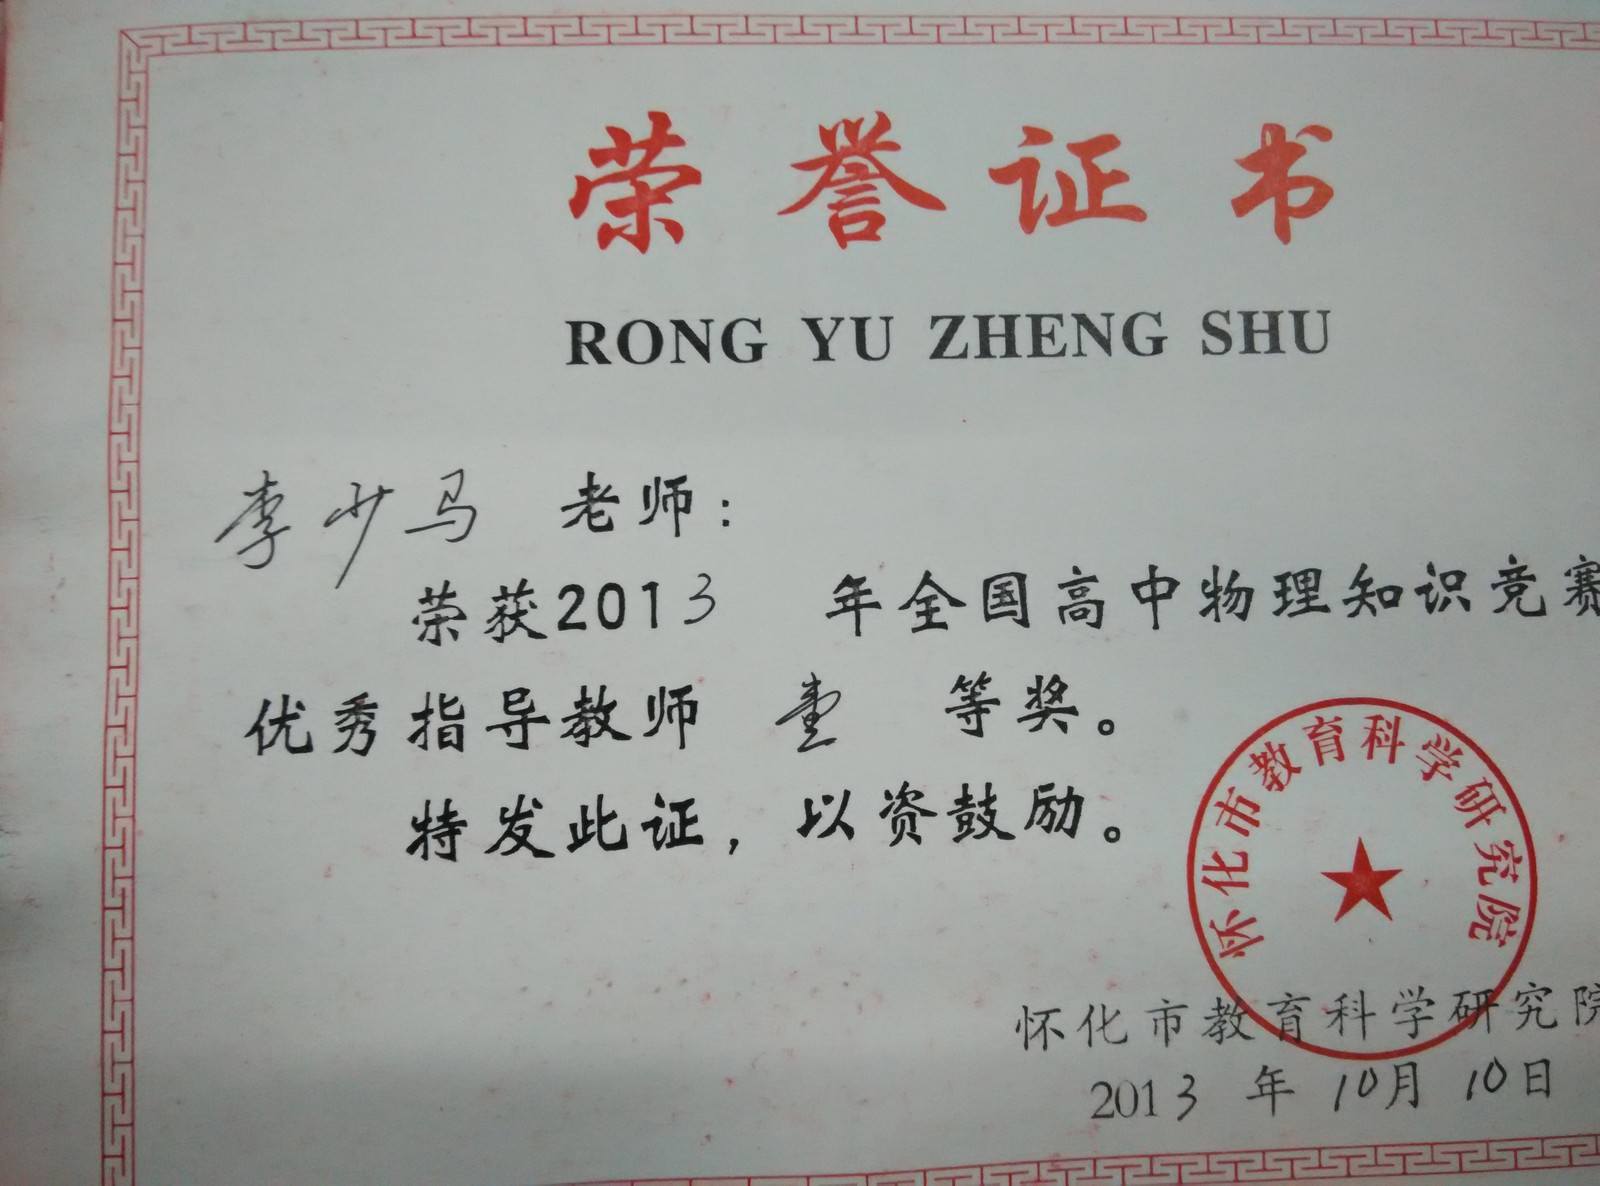 荣誉证书
RONG YU ZHENG SHU
李少马 老师：
荣获2013 年全国高中物理知识竞赛
优秀指导教师 壹 等奖。
特发此证，以资鼓励。
怀化市教育科学研究院
怀化市教育科学研究院
2013 年 10月 10日